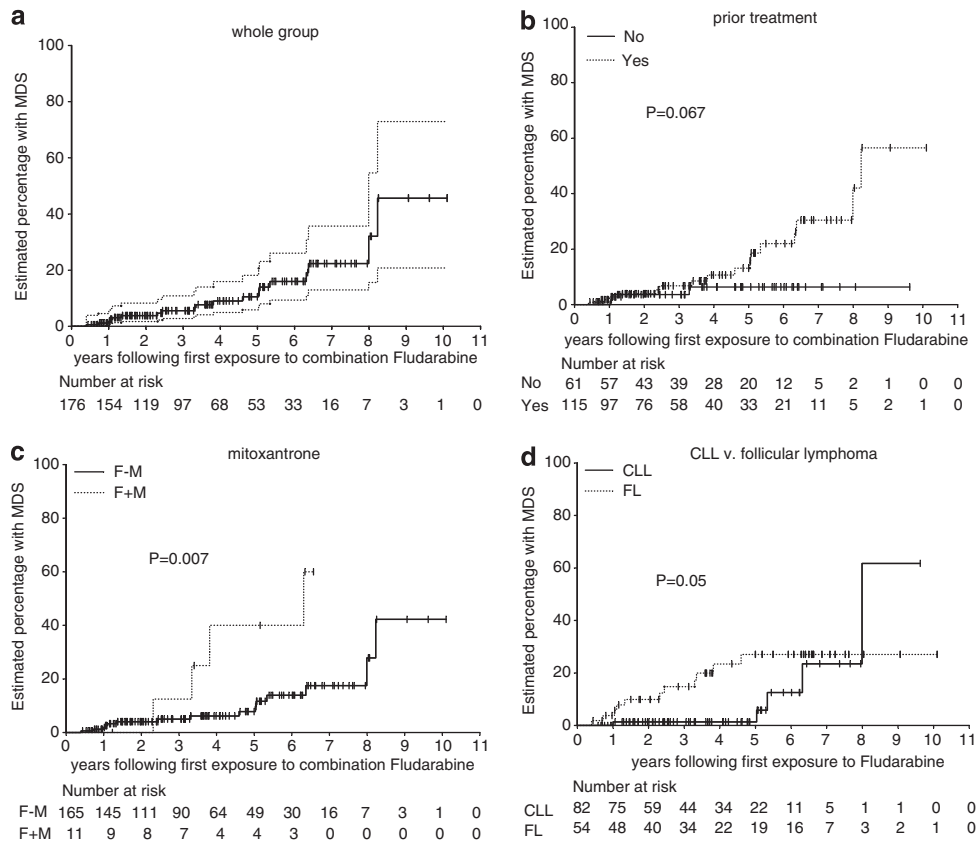 a
whole group
Estimated percentage with MDS
100
80
60
40
20
0
0 1 2 3 4 5 6 7 8 9 10 11
years following first exposure to combination Fludarabine
Number at risk
176 154 119 97 68 53 33 16 7 3 1 0
b
prior treatment
No
Yes
P=0.067
Estimated percentage with MDS
100
80
60
40
20
0
0 1 2 3 4 5 6 7 8 9 10 11
years following first exposure to combination Fludarabine
Number at risk
No 61 57 43 39 28 20 12 5 2 1 0 0
Yes 115 97 76 58 40 33 21 11 5 2 1 0
c
mitoxantrone
F-M
F+M
P=0.007
Estimated percentage with MDS
100
80
60
40
20
0
0 1 2 3 4 5 6 7 8 9 10 11
years following first exposure to combination Fludarabine
Number at risk
F-M 165 145 111 90 64 49 30 16 7 3 1 0
F+M 11 9 8 7 4 4 3 0 0 0 0 0
d
CLL v. follicular lymphoma
CLL
FL
P=0.05
Estimated percentage with MDS
100
80
60
40
20
0
0 1 2 3 4 5 6 7 8 9 10 11
years following first exposure to Fludarabine
Number at risk
CLL 82 75 59 44 34 22 11 5 1 1 0 0
FL 54 48 40 34 22 19 16 7 3 2 1 0